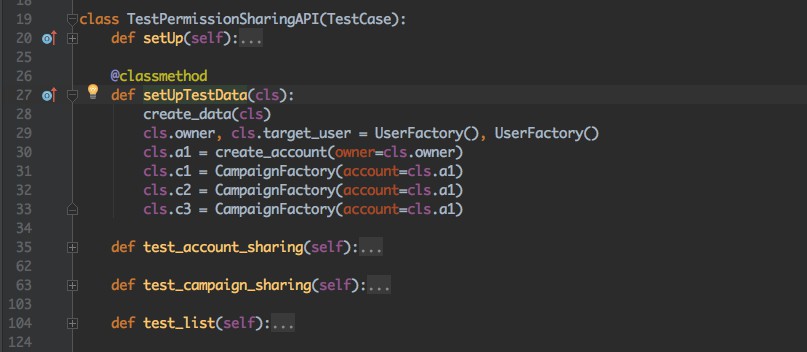 18
19 class TestPermissionSharingAPI(TestCase):
20     def setUp(self):...
25
26     @classmethod
27     def setUpTestData(cls):
28         create_data(cls)
29         cls.owner, cls.target_user = UserFactory(), UserFactory()
30         cls.a1 = create_account(owner=cls.owner)
31         cls.c1 = CampaignFactory(account=cls.a1)
32         cls.c2 = CampaignFactory(account=cls.a1)
33         cls.c3 = CampaignFactory(account=cls.a1)
34
35     def test_account_sharing(self):...
62
63     def test_campaign_sharing(self):...
103
104     def test_list(self):...
124